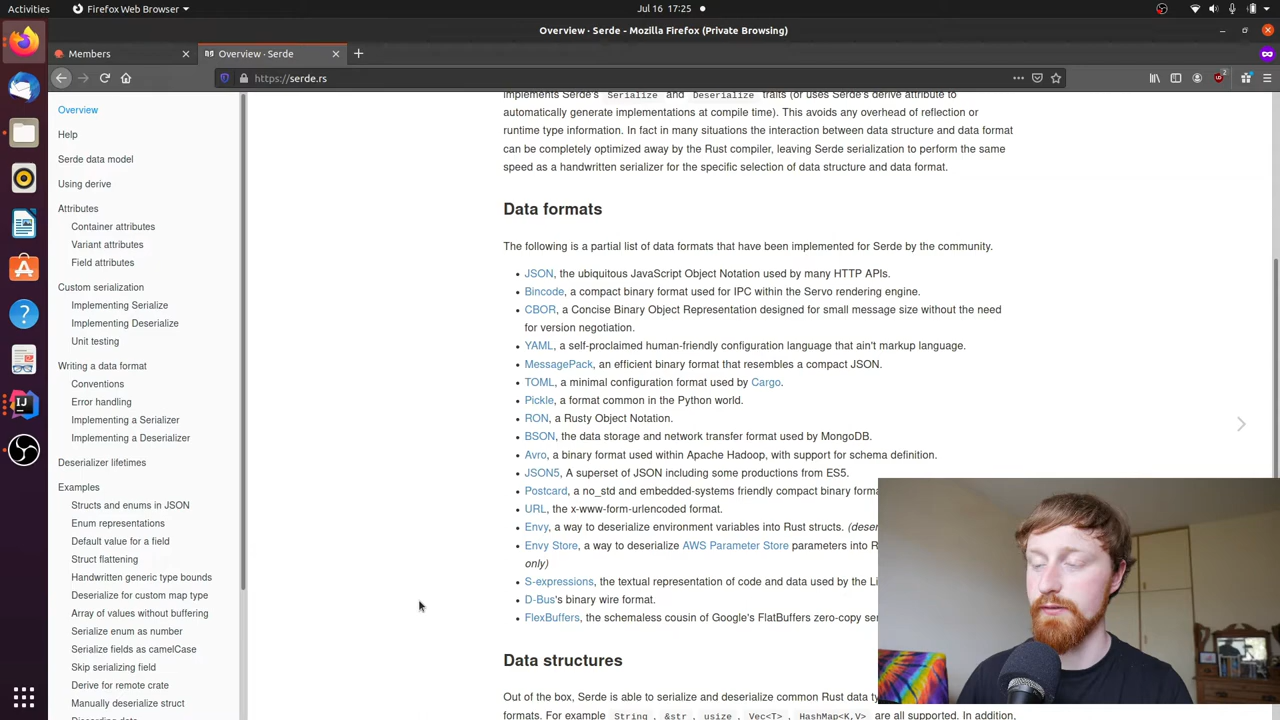 Activities
Firefox Web Browser
Jul 16 17:25
Overview · Serde - Mozilla Firefox (Private Browsing)
Members
Overview · Serde
https://serde.rs
2
Overview
Help
Serde data model
Using derive
Attributes
Container attributes
Variant attributes
Field attributes
Custom serialization
Implementing Serialize
Implementing Deserialize
Unit testing
Writing a data format
Conventions
Error handling
Implementing a Serializer
Implementing a Deserializer
Deserializer lifetimes
Examples
Structs and enums in JSON
Enum representations
Default value for a field
Struct flattening
Handwritten generic type bounds
Deserialize for custom map type
Array of values without buffering
Serialize enum as number
Serialize fields as camelCase
Skip serializing field
Derive for remote crate
Manually deserialize struct
Discarding data
implements Serde's Serialize and Deserialize traits (or uses Serde's derive attribute to
automatically generate implementations at compile time). This avoids any overhead of reflection or
runtime type information. In fact in many situations the interaction between data structure and data format
can be completely optimized away by the Rust compiler, leaving Serde serialization to perform the same
speed as a handwritten serializer for the specific selection of data structure and data format.
Data formats
The following is a partial list of data formats that have been implemented for Serde by the community.
• JSON, the ubiquitous JavaScript Object Notation used by many HTTP APIs.
• Bincode, a compact binary format used for IPC within the Servo rendering engine.
• CBOR, a Concise Binary Object Representation designed for small message size without the need
for version negotiation.
• YAML, a self-proclaimed human-friendly configuration language that ain't markup language.
• MessagePack, an efficient binary format that resembles a compact JSON.
• TOML, a minimal configuration format used by Cargo.
• Pickle, a format common in the Python world.
• RON, a Rusty Object Notation.
• BSON, the data storage and network transfer format used by MongoDB.
• Avro, a binary format used within Apache Hadoop, with support for schema definition.
• JSON5, A superset of JSON including some productions from ES5.
• Postcard, a no_std and embedded-systems friendly compact binary forma
• URL, the x-www-form-urlencoded format.
• Envy, a way to deserialize environment variables into Rust structs. (deser
• Envy Store, a way to deserialize AWS Parameter Store parameters into R
only)
• S-expressions, the textual representation of code and data used by the Li
• D-Bus's binary wire format.
• FlexBuffers, the schemaless cousin of Google's FlatBuffers zero-copy ser
Data structures
Out of the box, Serde is able to serialize and deserialize common Rust data ty
formats. For example String, &str, usize, Vec<T>, HashMap<K,V> are all supported. In addition,